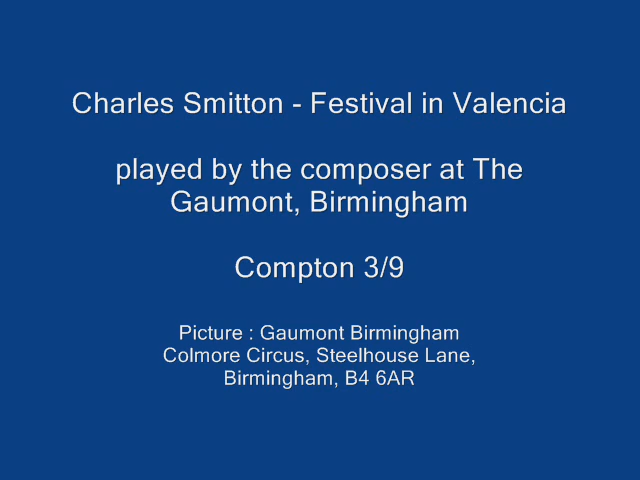 Charles Smitton - Festival in Valencia
played by the composer at The
Gaumont, Birmingham
Compton 3/9
Picture : Gaumont Birmingham
Colmore Circus, Steelhouse Lane,
Birmingham, B4 6AR